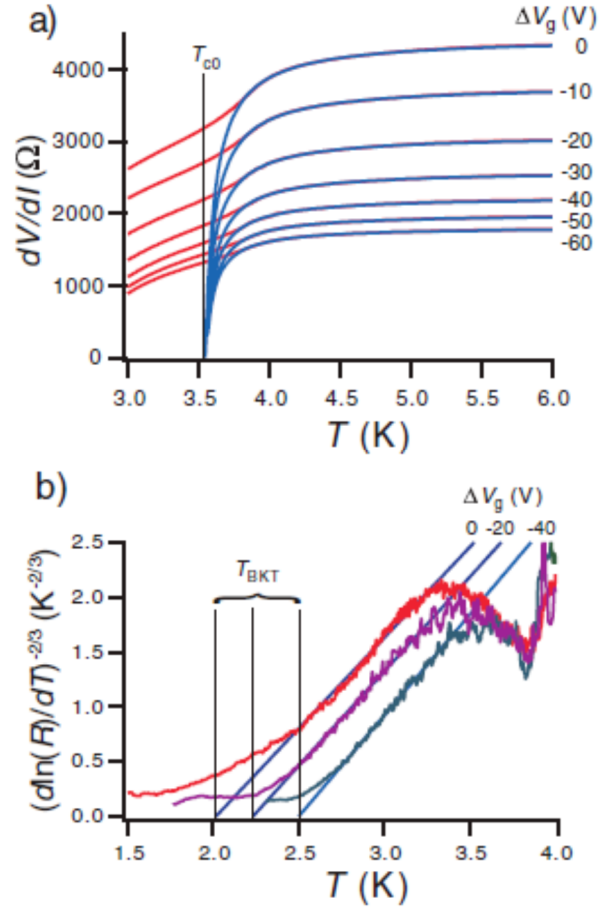 a)
ΔVg (V)
Tc0
0
-10
-20
-30
-40
-50
-60
4000
3000
2000
1000
0
dV/dI (Ω)
3.0 3.5 4.0 4.5 5.0 5.5 6.0
T (K)
b)
ΔVg (V)
0 -20 -40
TBKT
2.5
2.0
1.5
1.0
0.5
0.0
(dln(R)/dT)^-2/3 (K^-2/3)
1.5 2.0 2.5 3.0 3.5 4.0
T (K)